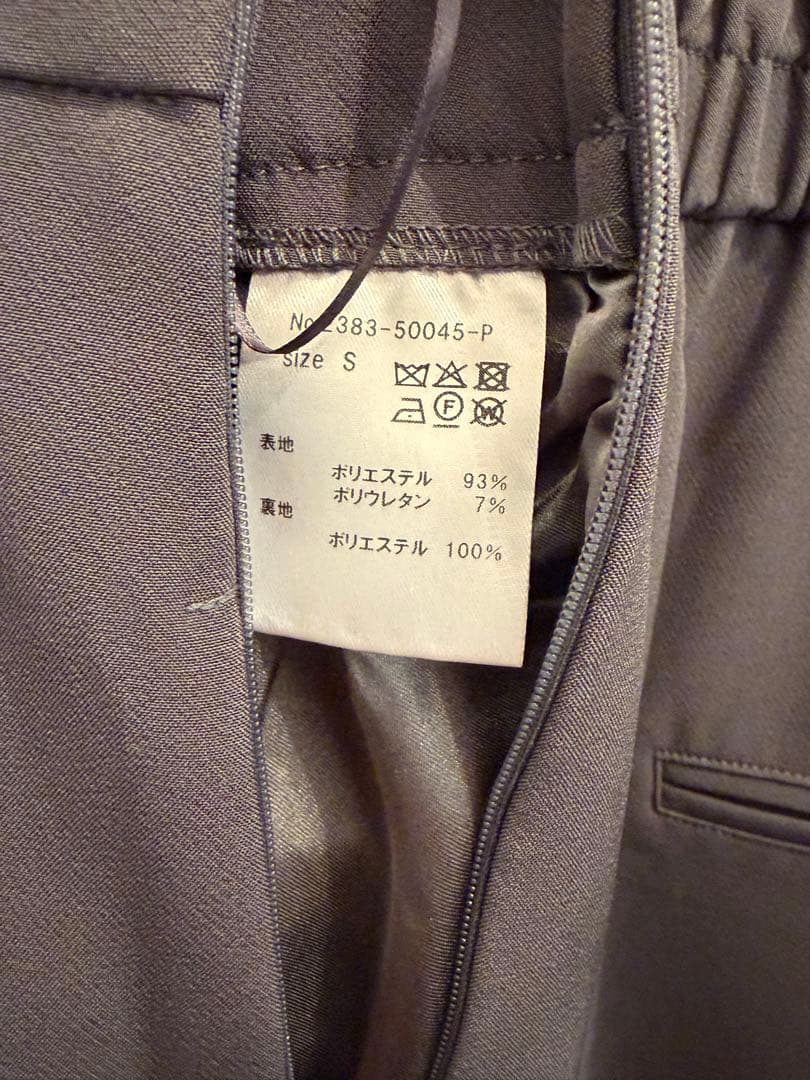 No 383-50045-P
size S
F
W
表地
ポリエステル 93%
ポリウレタン 7%
裏地
ポリエステル 100%